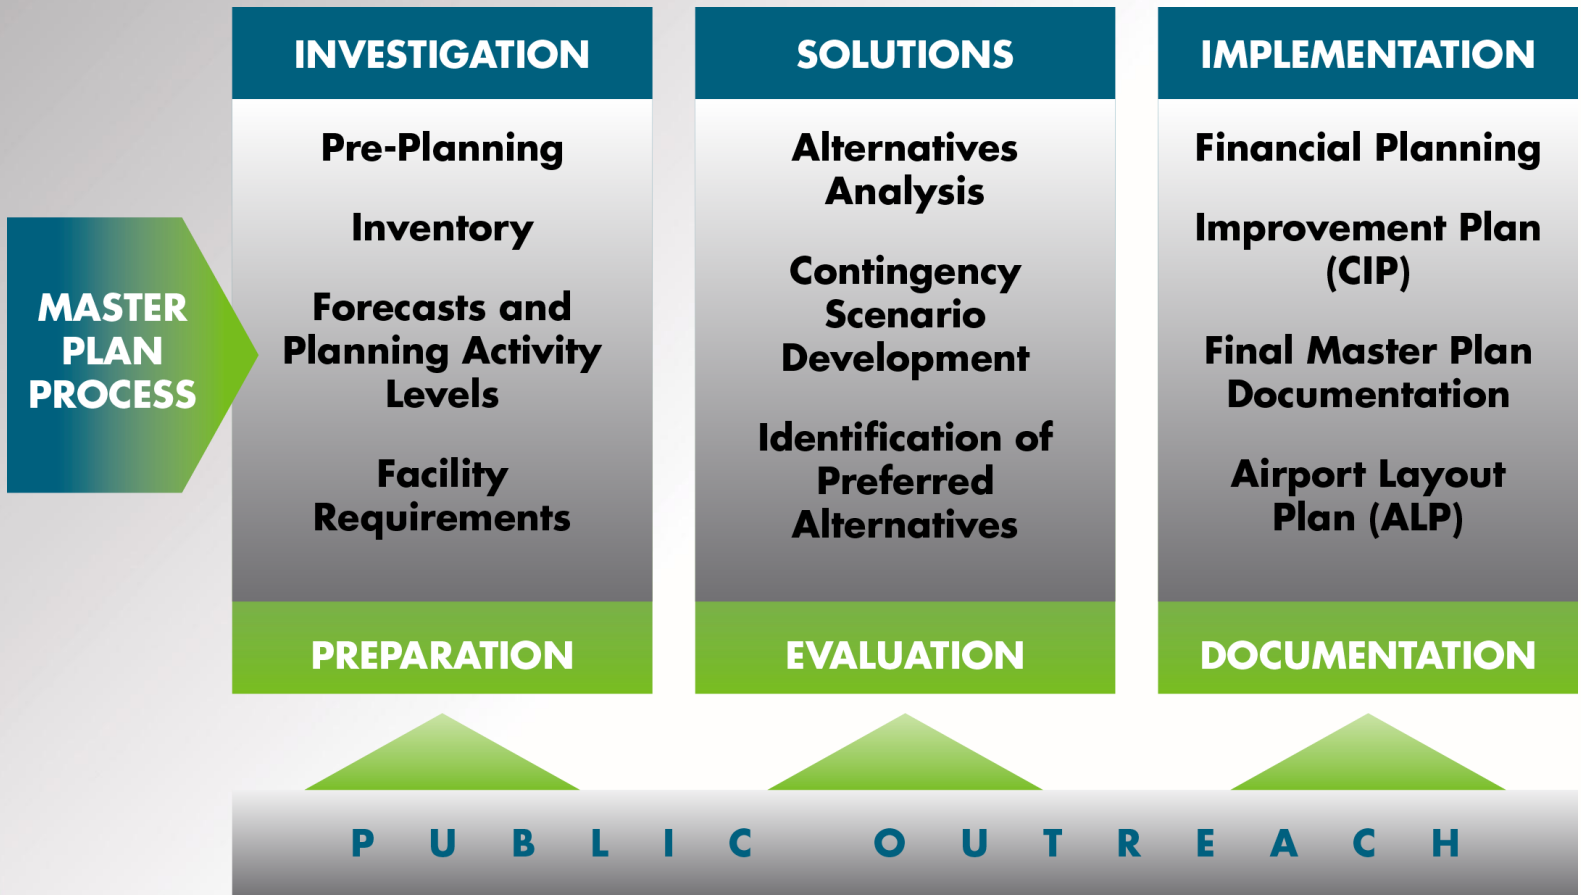 MASTER
PLAN
PROCESS
INVESTIGATION
Pre-Planning
Inventory
Forecasts and
Planning Activity
Levels
Facility
Requirements
PREPARATION
SOLUTIONS
Alternatives
Analysis
Contingency
Scenario
Development
Identification of
Preferred
Alternatives
EVALUATION
IMPLEMENTATION
Financial Planning
Improvement Plan
(CIP)
Final Master Plan
Documentation
Airport Layout
Plan (ALP)
DOCUMENTATION
PUBLIC OUTREACH